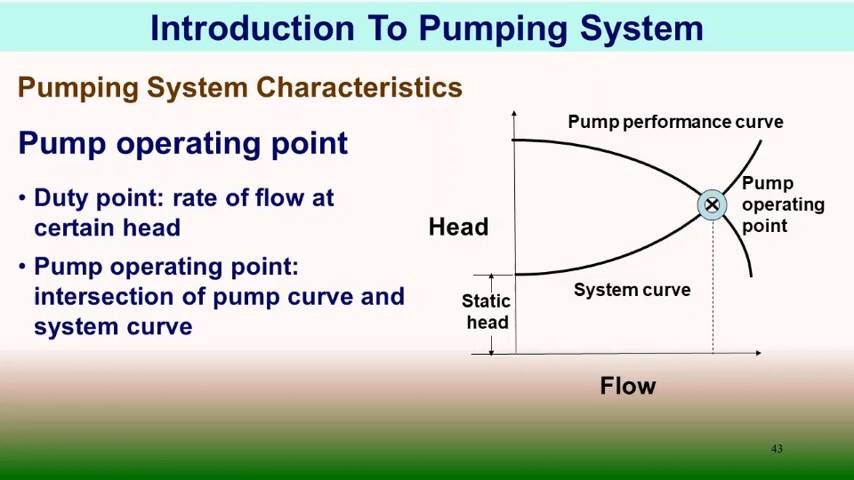 Introduction To Pumping System
Pumping System Characteristics
Pump operating point
• Duty point: rate of flow at
certain head
• Pump operating point:
intersection of pump curve and
system curve
Pump performance curve
Pump
operating
point
Head
System curve
Static
head
Flow
43